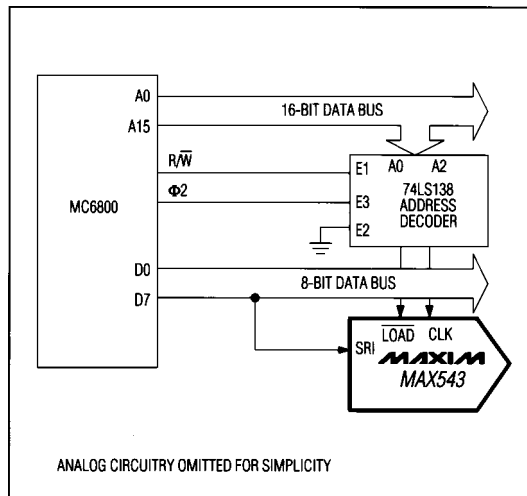 A0
16-BIT DATA BUS
A15
R/W̅
E1
A0 A2
Φ2
MC6800
E3
74LS138
ADDRESS
DECODER
E2
D0
8-BIT DATA BUS
D7
SRI
L̅O̅A̅D̅ CLK
MAXIM
MAX543
ANALOG CIRCUITRY OMITTED FOR SIMPLICITY